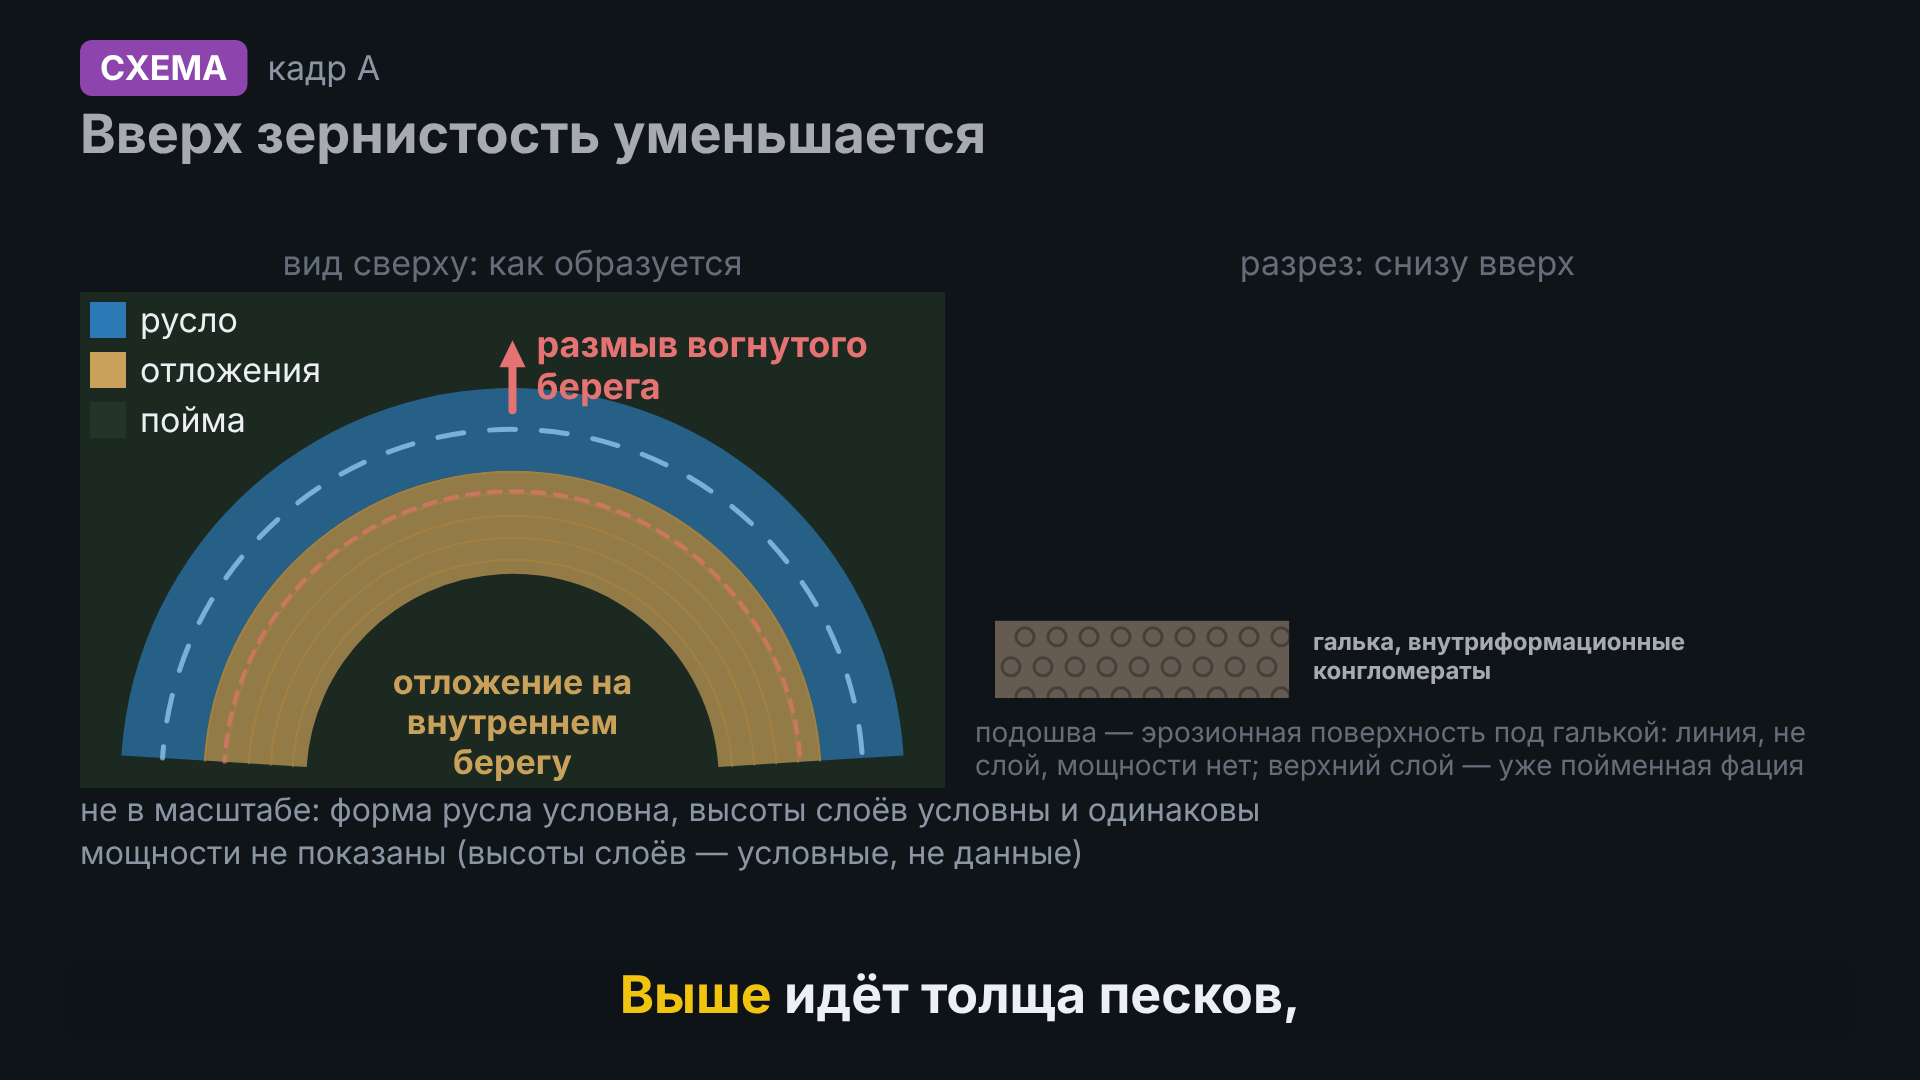 СХЕМА кадр А
Вверх зернистость уменьшается
вид сверху: как образуется
русло
отложения
пойма
размыв вогнутого
берега
отложение на
внутреннем
берегу
разрез: снизу вверх
галька, внутриформационные
конгломераты
подошва — эрозионная поверхность под галькой: линия, не
слой, мощности нет; верхний слой — уже пойменная фация
не в масштабе: форма русла условна, высоты слоёв условны и одинаковы
мощности не показаны (высоты слоёв — условные, не данные)
Выше идёт толща песков,